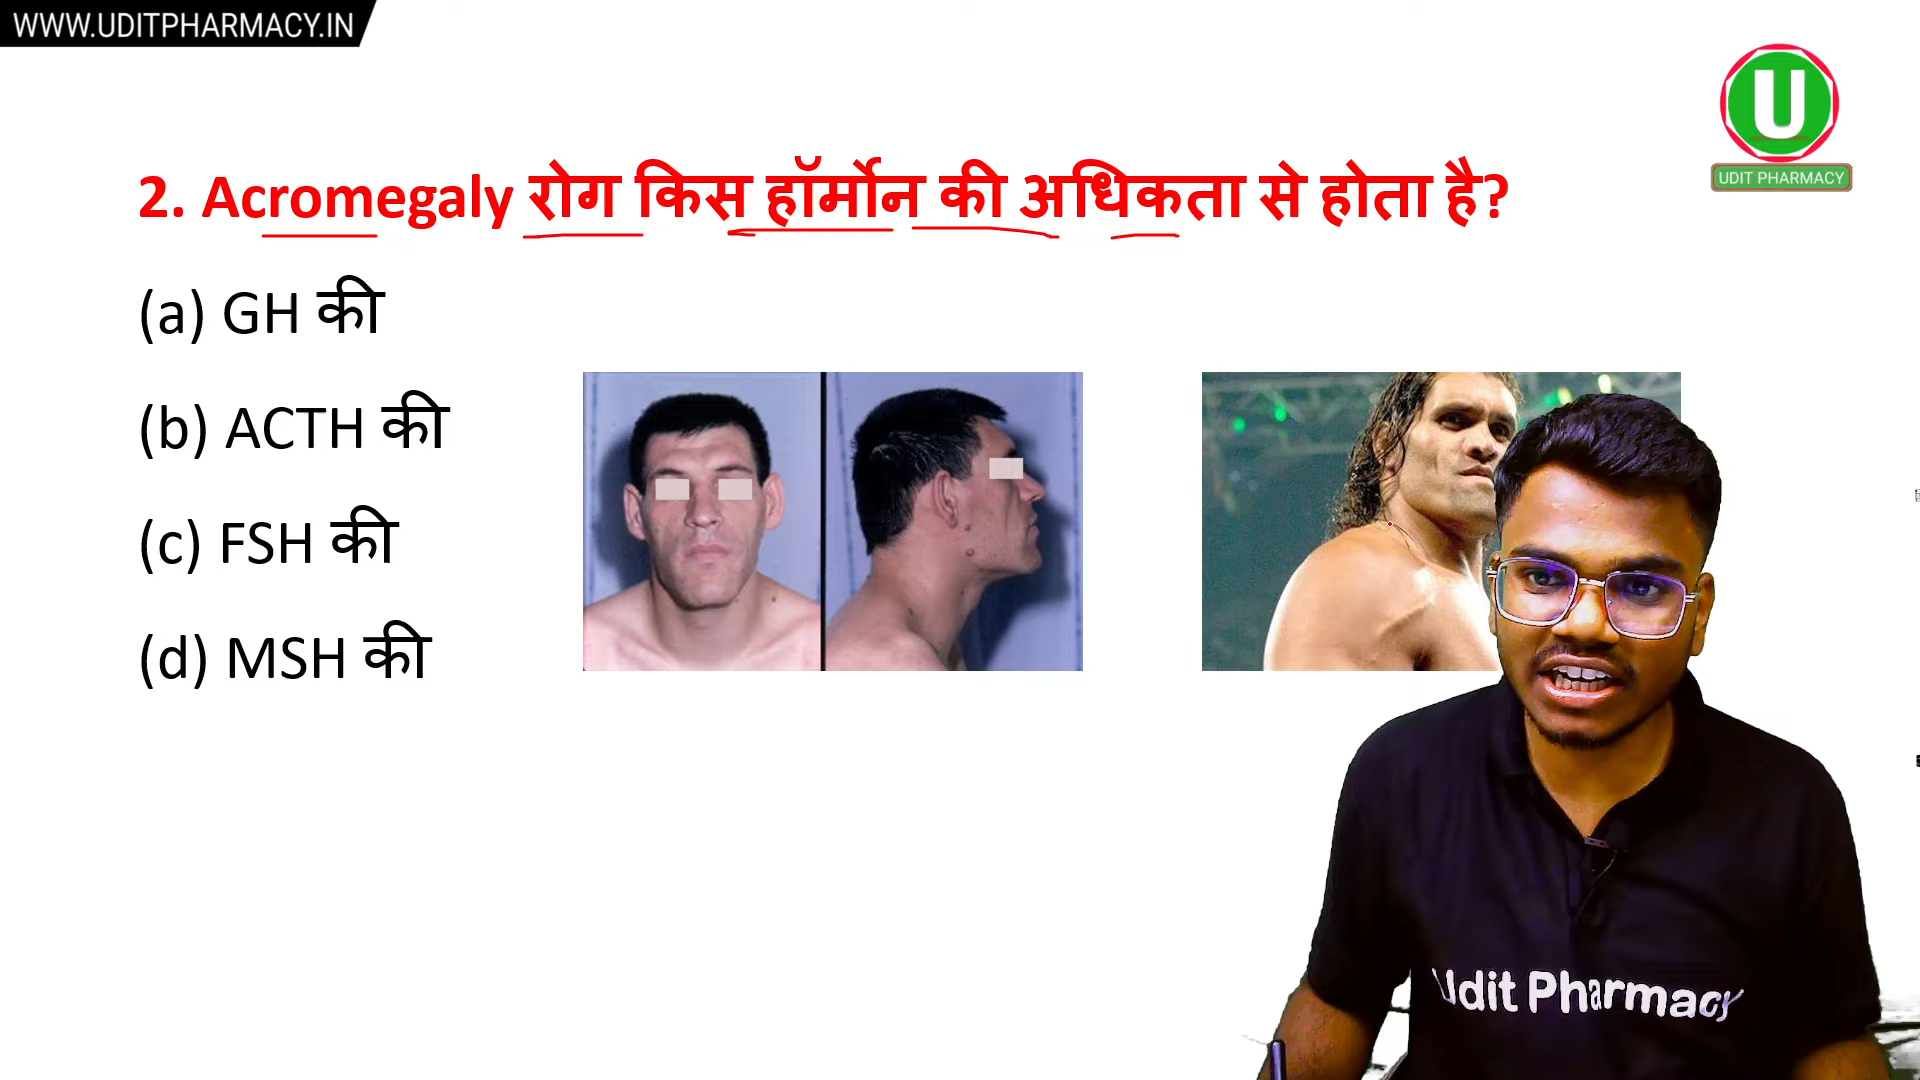 WWW.UDITPHARMACY.IN
U
UDIT PHARMACY
2. Acromegaly रोग किस हॉर्मोन की अधिकता से होता है?
(a) GH की
(b) ACTH की
(c) FSH की
(d) MSH की
Udit Pharmacy